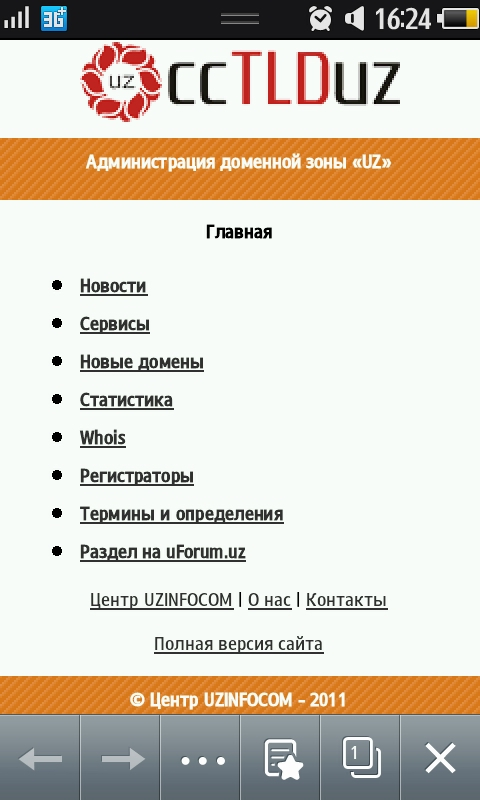 3G+
16:24
uz
ccTLDuz
Администрация доменной зоны «UZ»
Главная
Новости
Сервисы
Новые домены
Статистика
Whois
Регистраторы
Термины и определения
Раздел на uForum.uz
Центр UZINFOCOM | О нас | Контакты
Полная версия сайта
© Центр UZINFOCOM - 2011
1